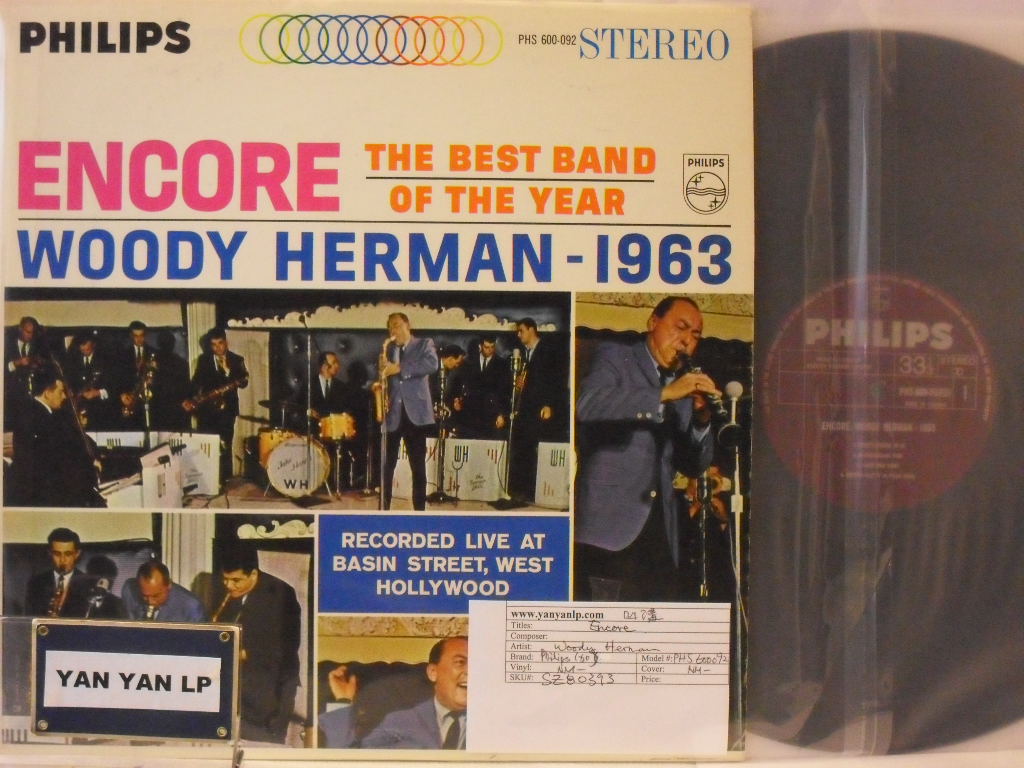 PHILIPS
PHS 600-092 STEREO
ENCORE
THE BEST BAND
OF THE YEAR
PHILIPS
WOODY HERMAN - 1963
WH
WH
WH
RECORDED LIVE AT
BASIN STREET, WEST
HOLLYWOOD
YAN YAN LP
www.yanyanlp.com
Titles: Encore
Composer:
Artist: Woody Herman
Brand: Philips Model #: PHS 600092
Vinyl: NM- Cover: NM-
SKU#: SZ80393 Price:
PHILIPS
33⅓ STEREO
1
ENCORE: WOODY HERMAN - 1963